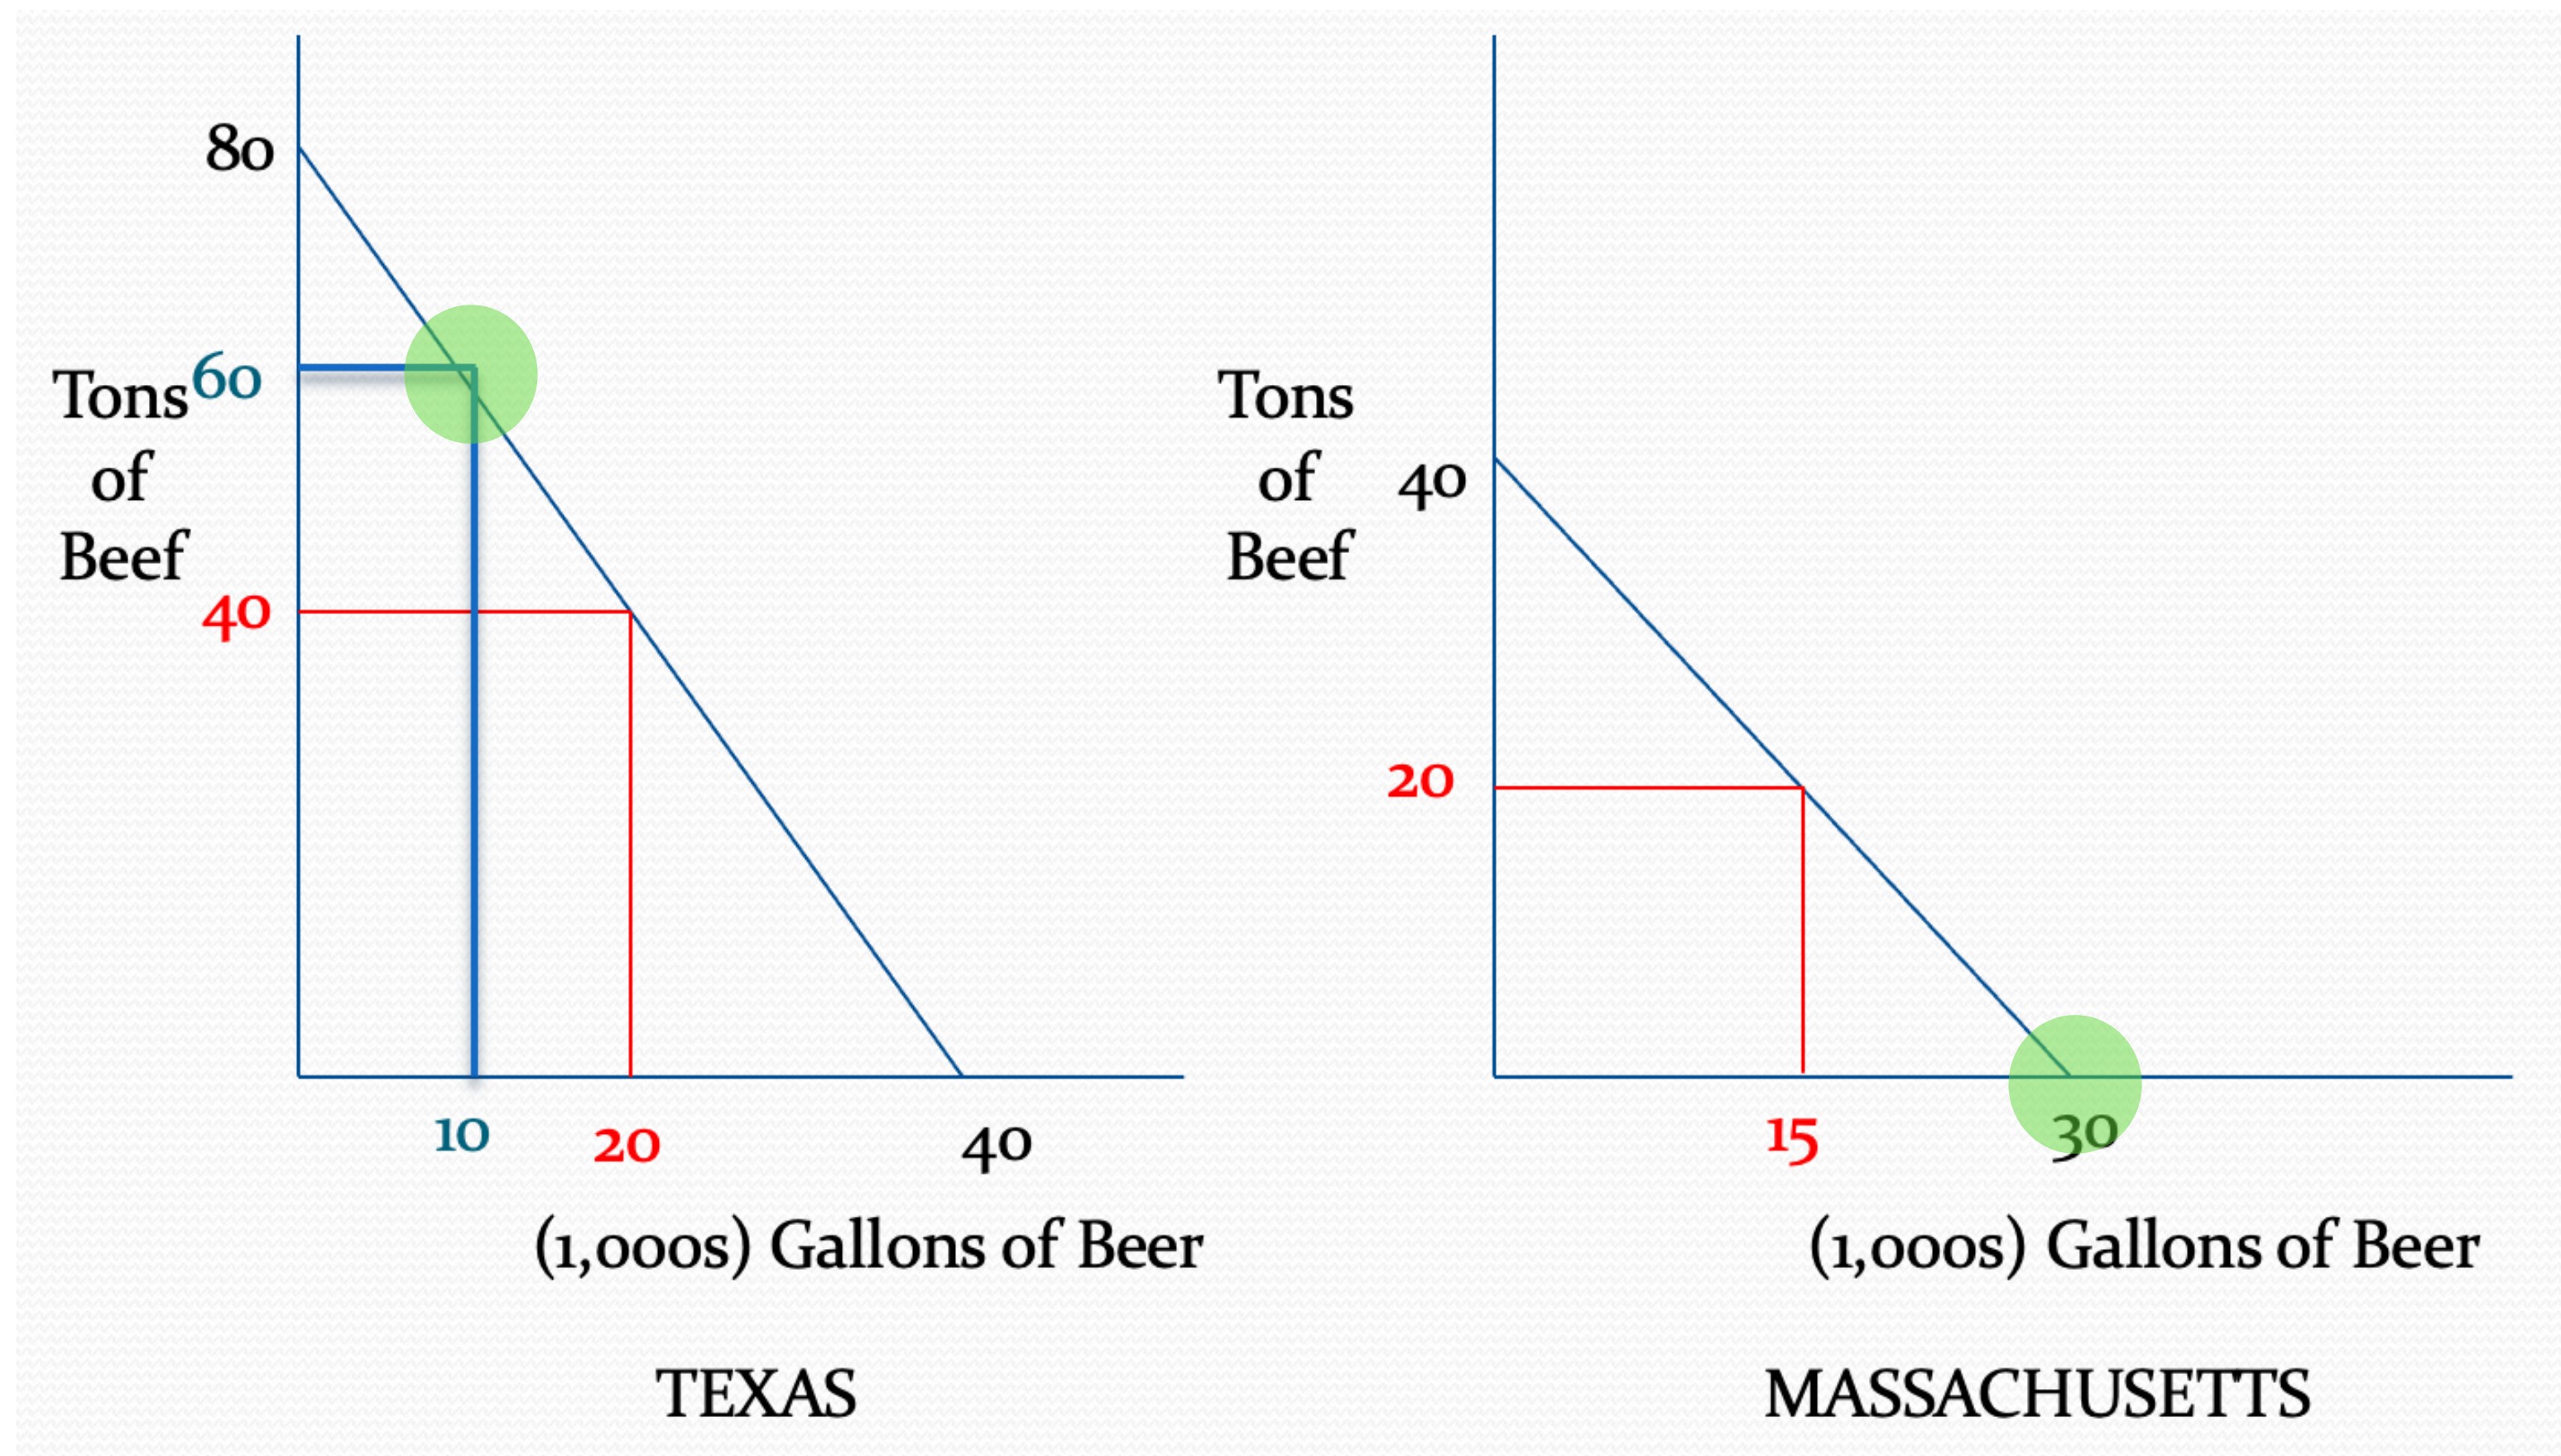 80
60
Tons
of
Beef
40
10
20
40
(1,000s) Gallons of Beer
TEXAS
Tons
of
Beef
40
20
15
30
(1,000s) Gallons of Beer
MASSACHUSETTS